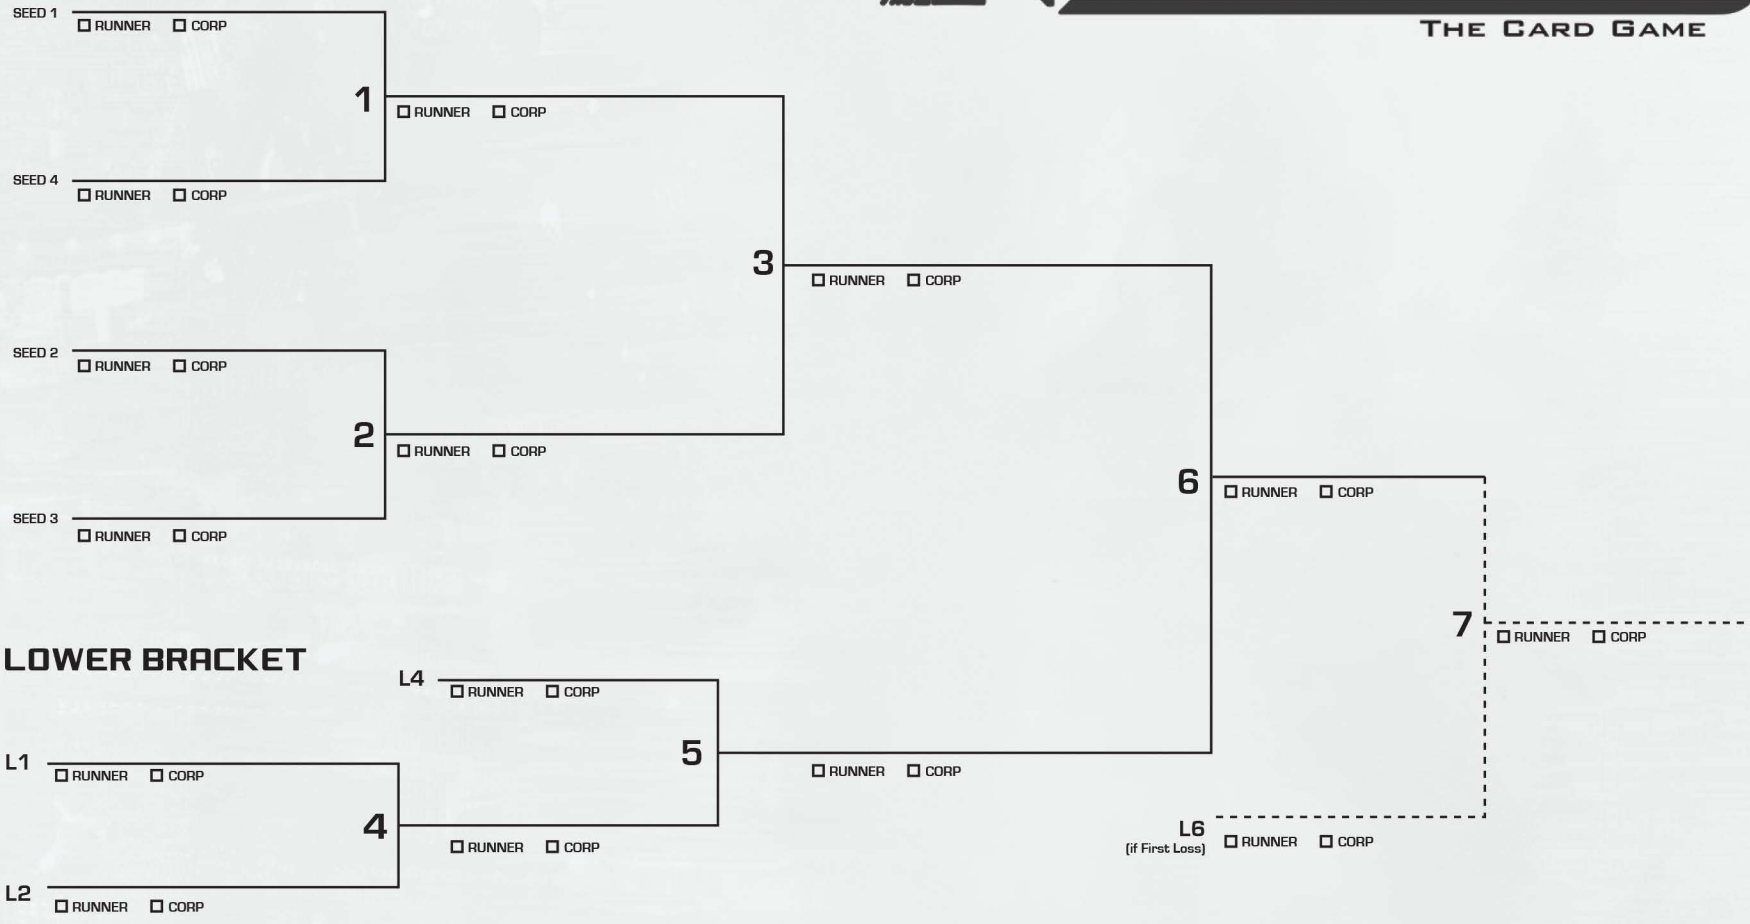 THE CARD GAME
SEED 1
RUNNER CORP
1
RUNNER CORP
SEED 4
RUNNER CORP
3
RUNNER CORP
SEED 2
RUNNER CORP
2
RUNNER CORP
SEED 3
RUNNER CORP
6
RUNNER CORP
7
RUNNER CORP
LOWER BRACKET
L4
RUNNER CORP
5
RUNNER CORP
L1
RUNNER CORP
4
RUNNER CORP
L2
RUNNER CORP
L6
(if First Loss)
RUNNER CORP